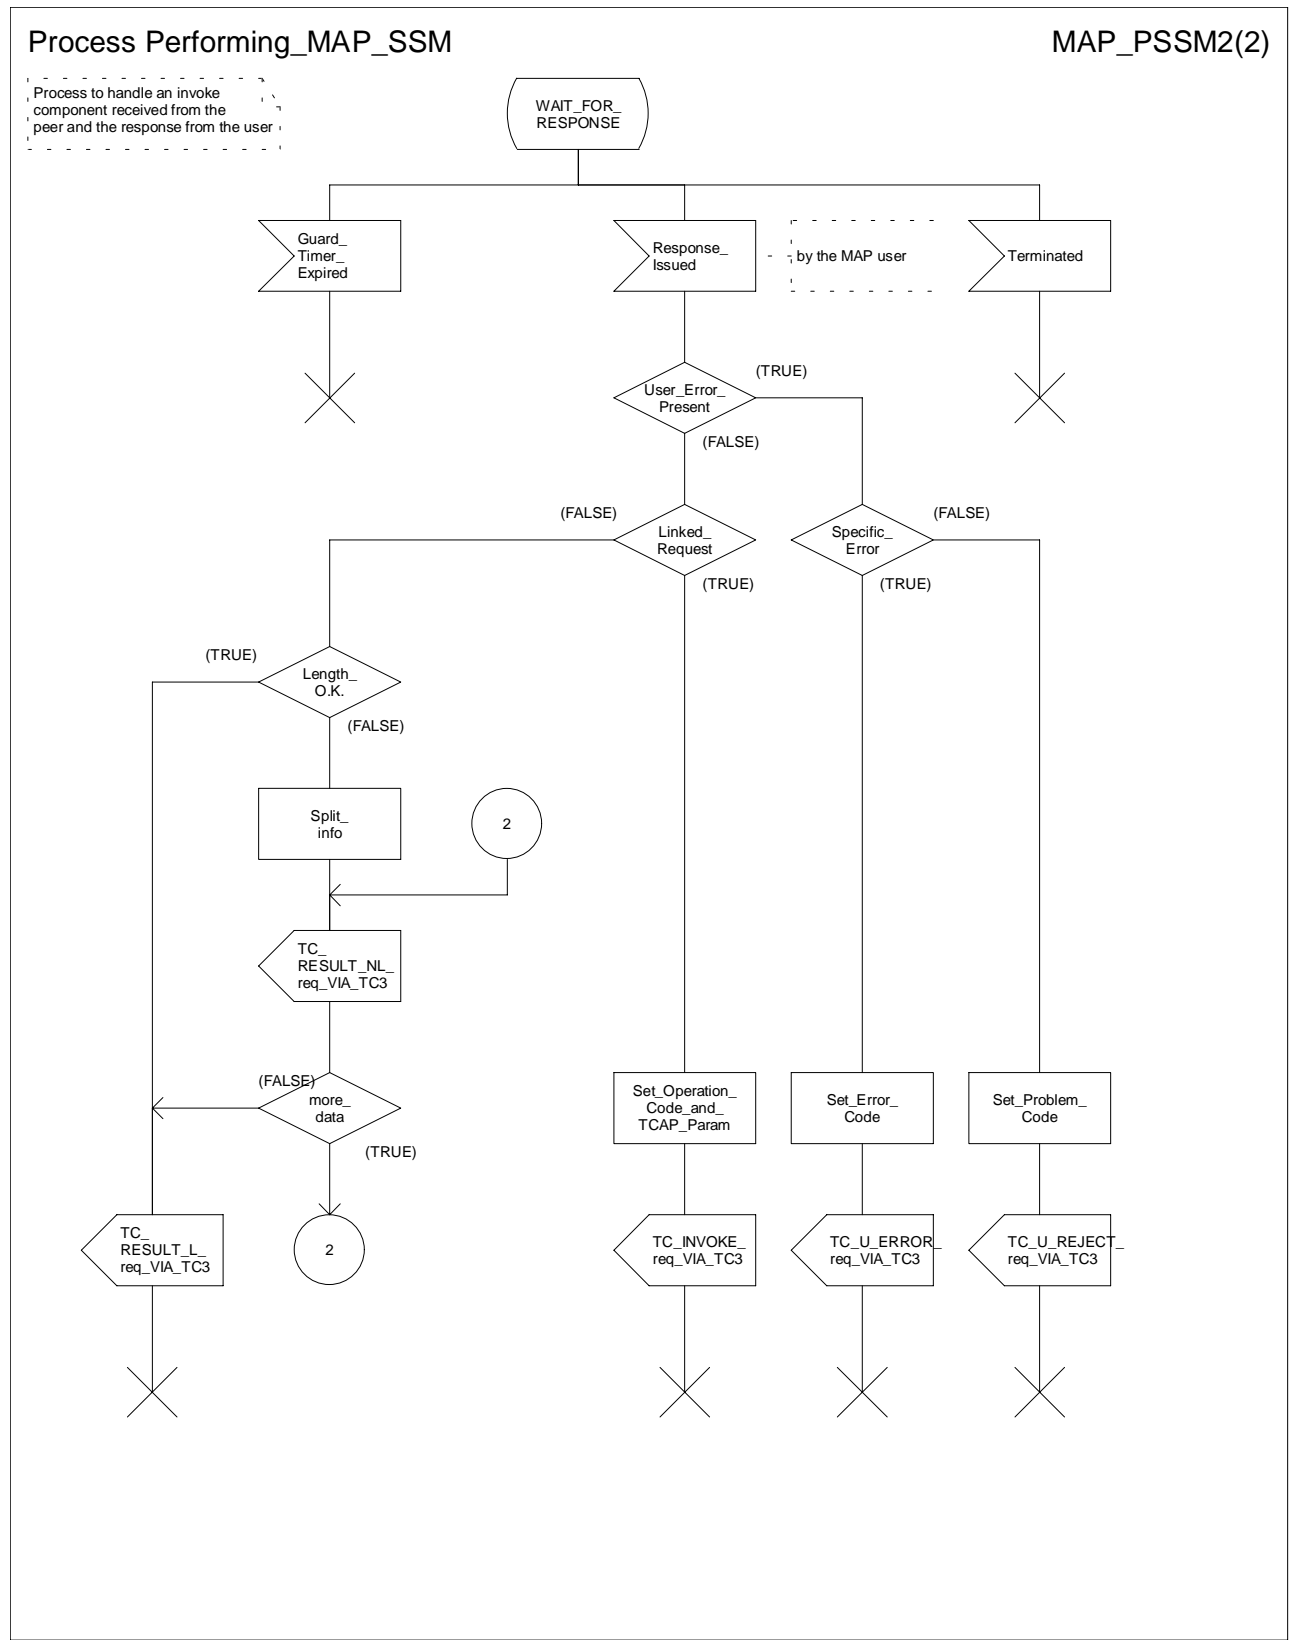 Process Performing_MAP_SSM
MAP_PSSM2(2)
Process to handle an invoke
component received from the
peer and the response from the user
WAIT_FOR_
RESPONSE
Guard_
Timer_
Expired
Response_
Issued
by the MAP user
Terminated
User_Error_
Present
(TRUE)
(FALSE)
(FALSE)
Linked_
Request
(TRUE)
Specific_
Error
(FALSE)
(TRUE)
(TRUE)
Length_
O.K.
(FALSE)
Split_
info
2
TC_
RESULT_NL_
req_VIA_TC3
(FALSE)
more_
data
(TRUE)
Set_Operation_
Code_and_
TCAP_Param
Set_Error_
Code
Set_Problem_
Code
TC_
RESULT_L_
req_VIA_TC3
2
TC_INVOKE_
req_VIA_TC3
TC_U_ERROR_
req_VIA_TC3
TC_U_REJECT_
req_VIA_TC3